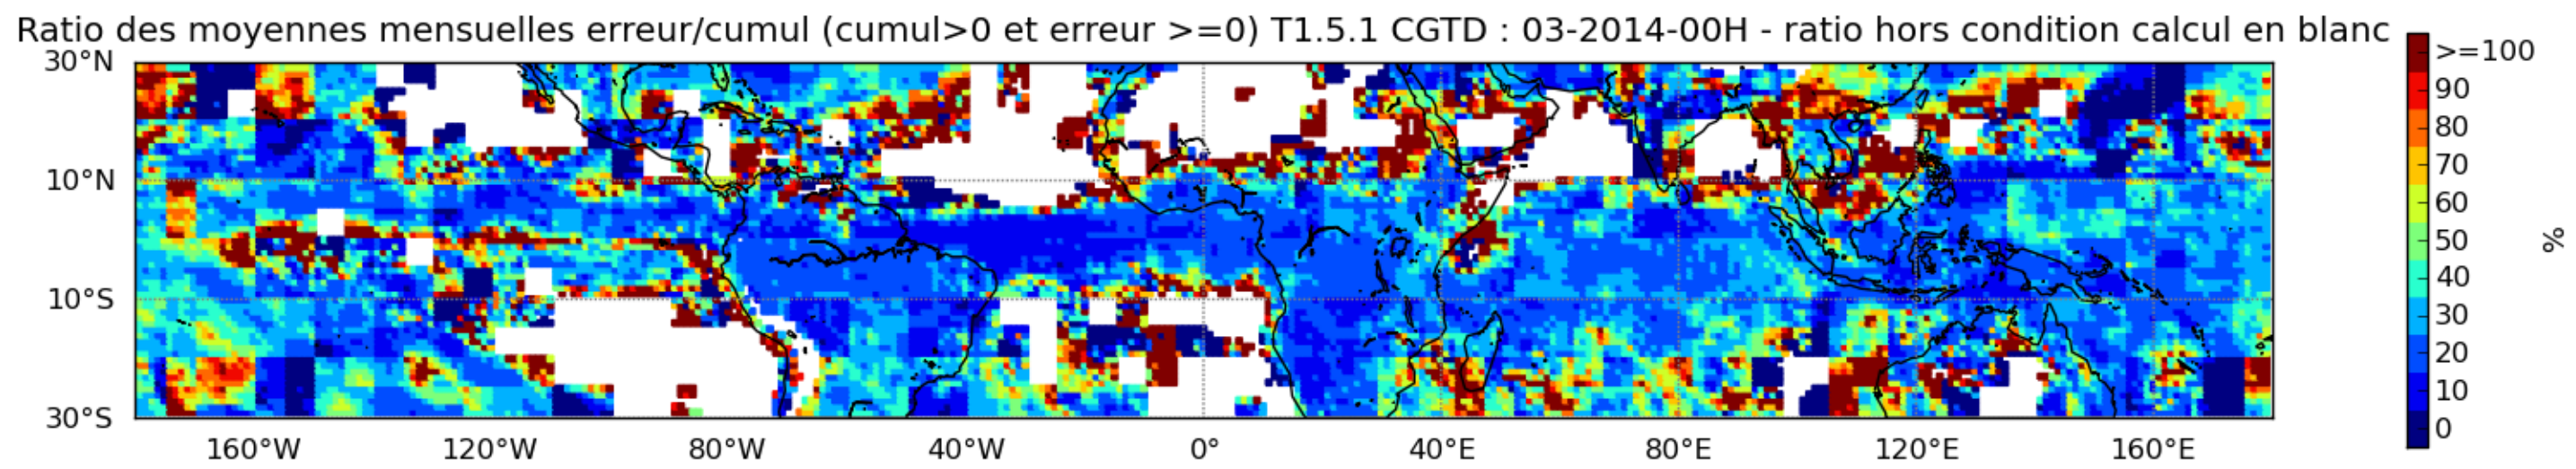 Ratio des moyennes mensuelles erreur/cumul (cumul>0 et erreur >=0) T1.5.1 CGTD : 03-2014-00H - ratio hors condition calcul en blanc
30°N
10°N
10°S
30°S
160°W 120°W 80°W 40°W 0° 40°E 80°E 120°E 160°E
>=100
90
80
70
60
50
40
30
20
10
0
%